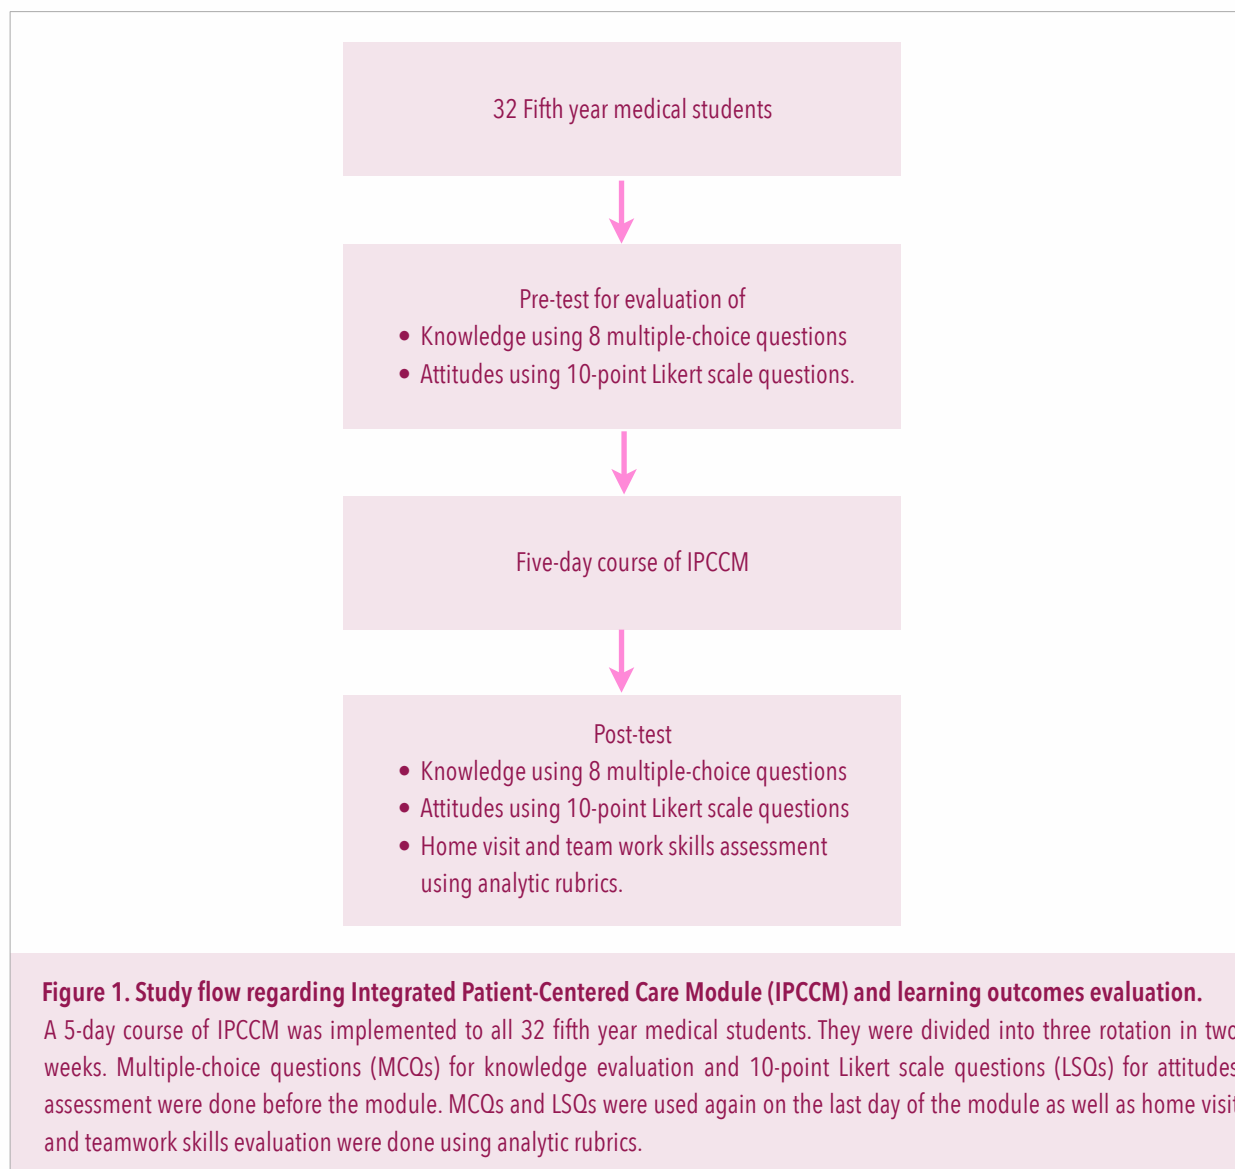 32 Fifth year medical students
Pre-test for evaluation of
• Knowledge using 8 multiple-choice questions
• Attitudes using 10-point Likert scale questions.
Five-day course of IPCCM
Post-test
• Knowledge using 8 multiple-choice questions
• Attitudes using 10-point Likert scale questions
• Home visit and team work skills assessment
using analytic rubrics.
Figure 1. Study flow regarding Integrated Patient-Centered Care Module (IPCCM) and learning outcomes evaluation.
A 5-day course of IPCCM was implemented to all 32 fifth year medical students. They were divided into three rotation in two
weeks. Multiple-choice questions (MCQs) for knowledge evaluation and 10-point Likert scale questions (LSQs) for attitudes
assessment were done before the module. MCQs and LSQs were used again on the last day of the module as well as home visit
and teamwork skills evaluation were done using analytic rubrics.